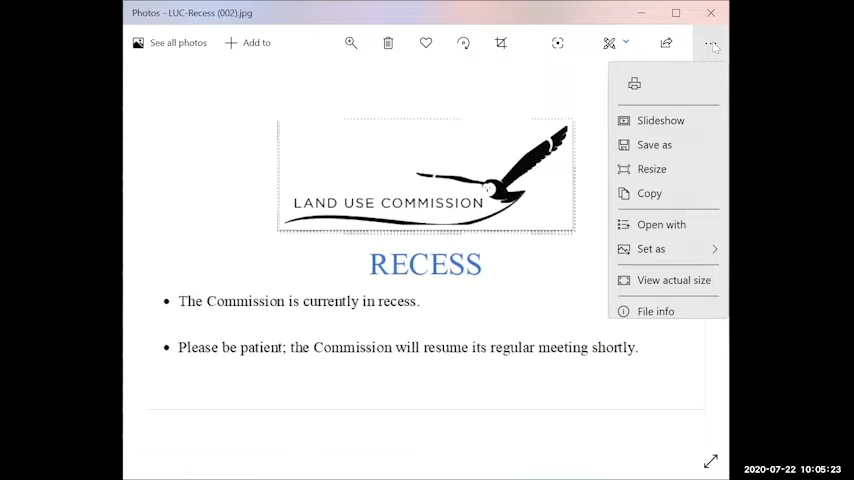 Photos - LUC-Recess (002).jpg
See all photos
Add to
Slideshow
Save as
Resize
Copy
Open with
Set as
View actual size
File info
LAND USE COMMISSION
RECESS
• The Commission is currently in recess.
• Please be patient; the Commission will resume its regular meeting shortly.
2020-07-22 10:05:23